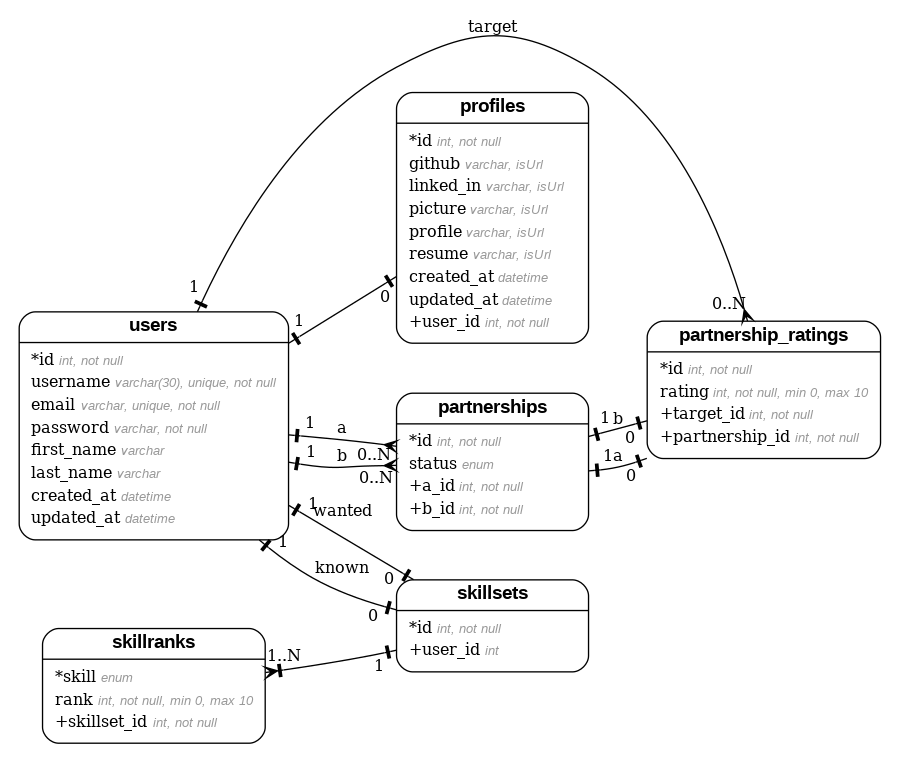 target
profiles
*id int, not null
github varchar, isUrl
linked_in varchar, isUrl
picture varchar, isUrl
profile varchar, isUrl
resume varchar, isUrl
created_at datetime
updated_at datetime
+user_id int, not null
1
0
1
0..N
users
*id int, not null
username varchar(30), unique, not null
email varchar, unique, not null
password varchar, not null
first_name varchar
last_name varchar
created_at datetime
updated_at datetime
partnership_ratings
*id int, not null
rating int, not null, min 0, max 10
+target_id int, not null
+partnership_id int, not null
partnerships
*id int, not null
status enum
+a_id int, not null
+b_id int, not null
1 a 0..N
1 b 0..N
1 b 0
1 a 0
1 wanted 0
1 known 0
skillsets
*id int, not null
+user_id int
skillranks
*skill enum
rank int, not null, min 0, max 10
+skillset_id int, not null
1..N
1